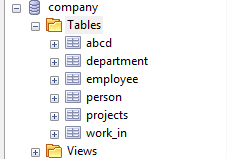 company
Tables
abcd
department
employee
person
projects
work_in
Views